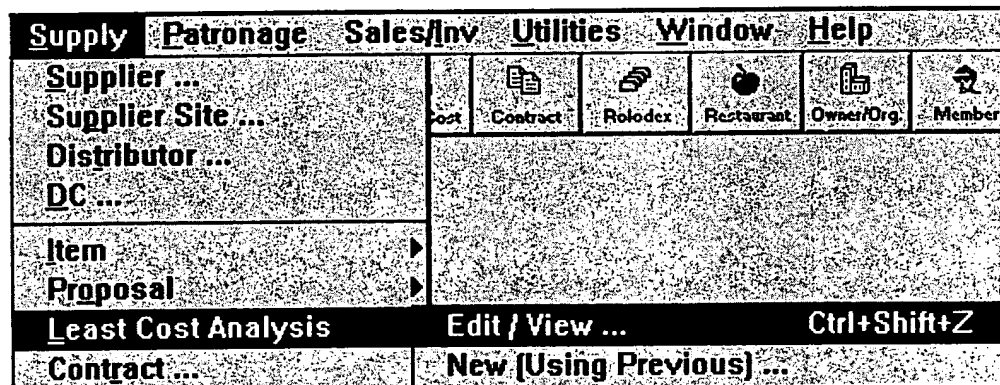 Supply Patronage Sales/Inv Utilities Window Help
Supplier ...
Supplier Site ...
Distributor ...
DC ...
Cost Contract Rolodex Restaurant Owner/Org. Member
Item
Proposal
Least Cost Analysis Edit / View ... Ctrl+Shift+Z
Contract ... New (Using Previous) ...